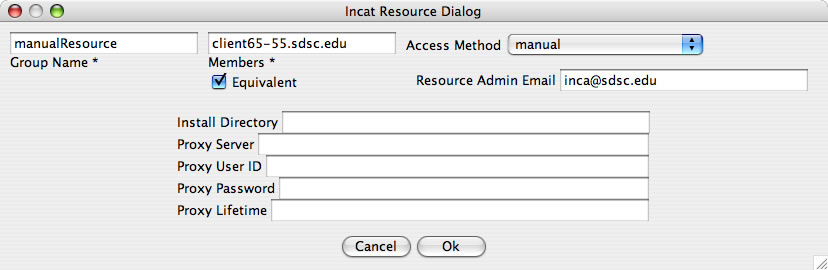 Incat Resource Dialog
manualResource client65-55.sdsc.edu Access Method manual
Group Name * Members *
Equivalent Resource Admin Email inca@sdsc.edu
Install Directory
Proxy Server
Proxy User ID
Proxy Password
Proxy Lifetime
Cancel Ok